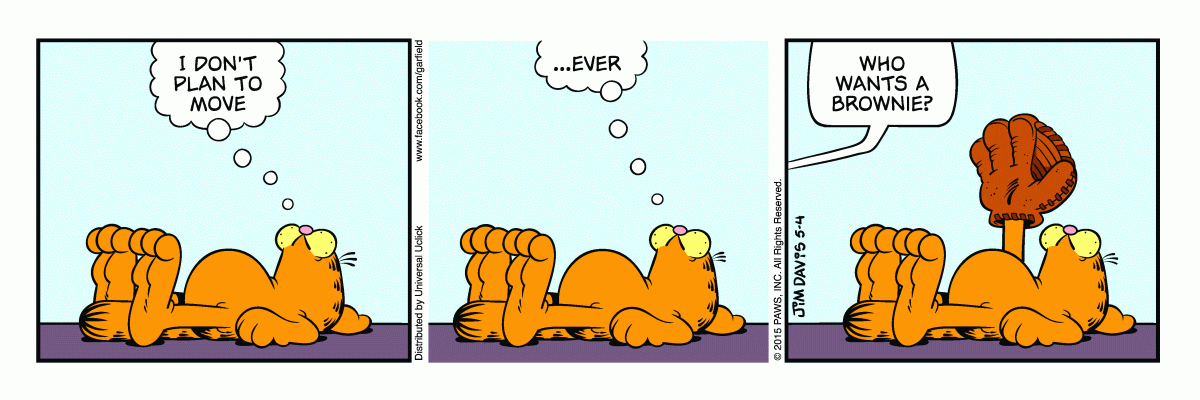 I DON'T
PLAN TO
MOVE
www.facebook.com/garfield
Distributed by Universal Uclick
...EVER
© 2015 PAWS, INC. All Rights Reserved.
WHO
WANTS A
BROWNIE?
JIM DAVIS 5-4